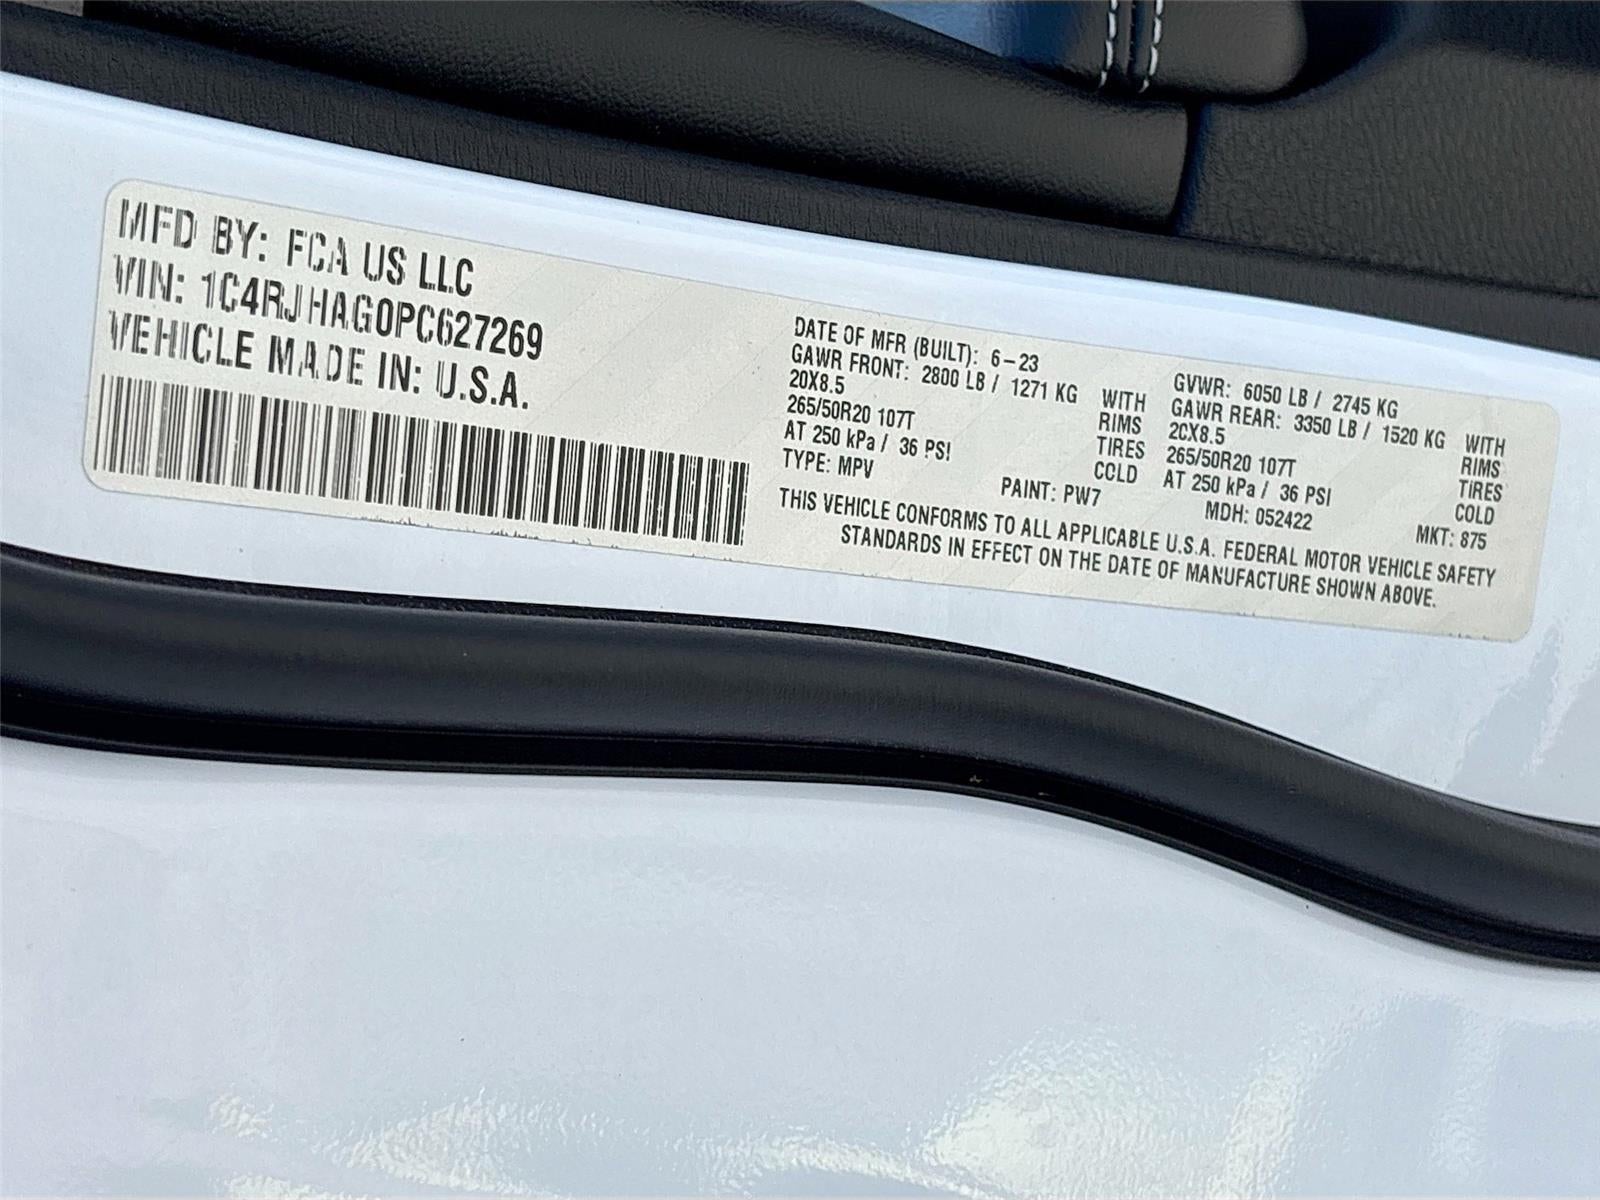 MFD BY: FCA US LLC
VIN: 1C4RJHAG0PC627269
VEHICLE MADE IN: U.S.A.
DATE OF MFR (BUILT): 6-23
GAWR FRONT: 2800 LB / 1271 KG WITH
20X8.5 RIMS
265/50R20 107T TIRES
AT 250 kPa / 36 PSI COLD
TYPE: MPV PAINT: PW7
GVWR: 6050 LB / 2745 KG
GAWR REAR: 3350 LB / 1520 KG WITH
2CX8.5 RIMS
265/50R20 107T TIRES
AT 250 kPa / 36 PSI COLD
MDH: 052422 MKT: 875
THIS VEHICLE CONFORMS TO ALL APPLICABLE U.S.A. FEDERAL MOTOR VEHICLE SAFETY
STANDARDS IN EFFECT ON THE DATE OF MANUFACTURE SHOWN ABOVE.